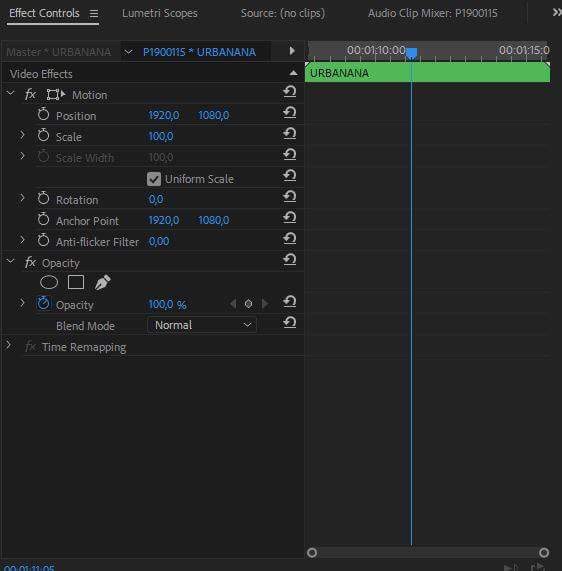 Effect Controls Lumetri Scopes Source: (no clips) Audio Clip Mixer: P1900115
Master * URBANANA P1900115 * URBANANA 00:01:10:00 00:01:15:0
Video Effects URBANANA
fx Motion
Position 1920,0 1080,0
Scale 100,0
Scale Width 100,0
Uniform Scale
Rotation 0,0
Anchor Point 1920,0 1080,0
Anti-flicker Filter 0,00
fx Opacity
Opacity 100,0 %
Blend Mode Normal
fx Time Remapping
00:01:11:05